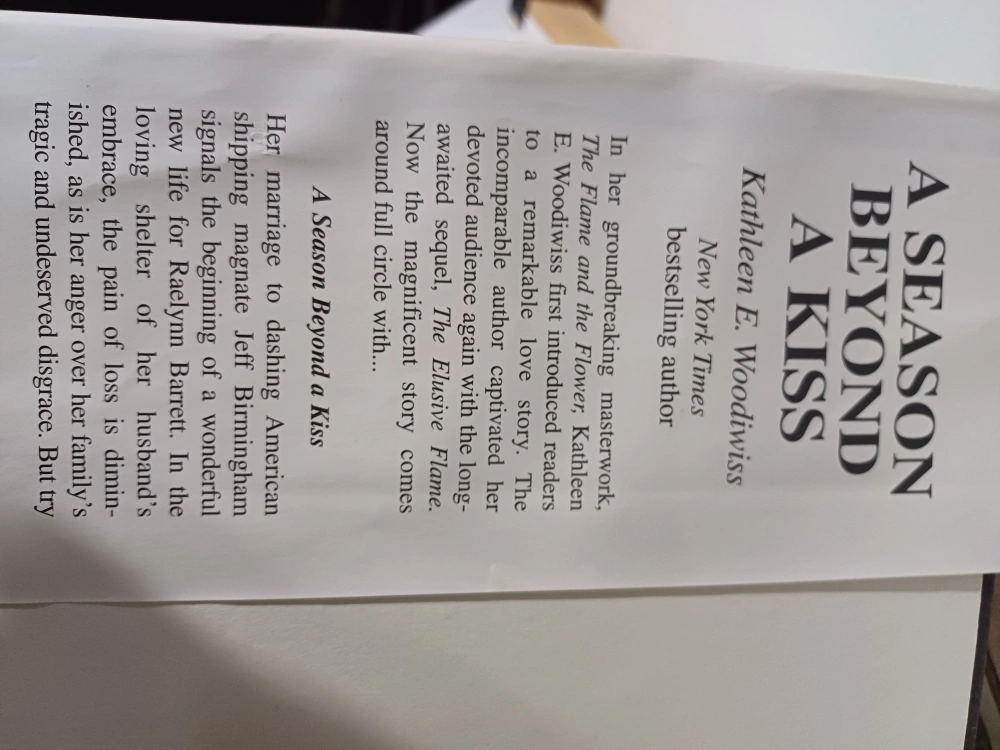 A SEASON
BEYOND
A KISS
Kathleen E. Woodiwiss
New York Times
bestselling author
In her groundbreaking masterwork,
The Flame and the Flower, Kathleen
E. Woodiwiss first introduced readers
to a remarkable love story. The
incomparable author captivated her
devoted audience again with the long-
awaited sequel, The Elusive Flame.
Now the magnificent story comes
around full circle with...
A Season Beyond a Kiss
Her marriage to dashing American
shipping magnate Jeff Birmingham
signals the beginning of a wonderful
new life for Raelynn Barrett. In the
loving shelter of her husband's
embrace, the pain of loss is dimin-
ished, as is her anger over her family's
tragic and undeserved disgrace. But try